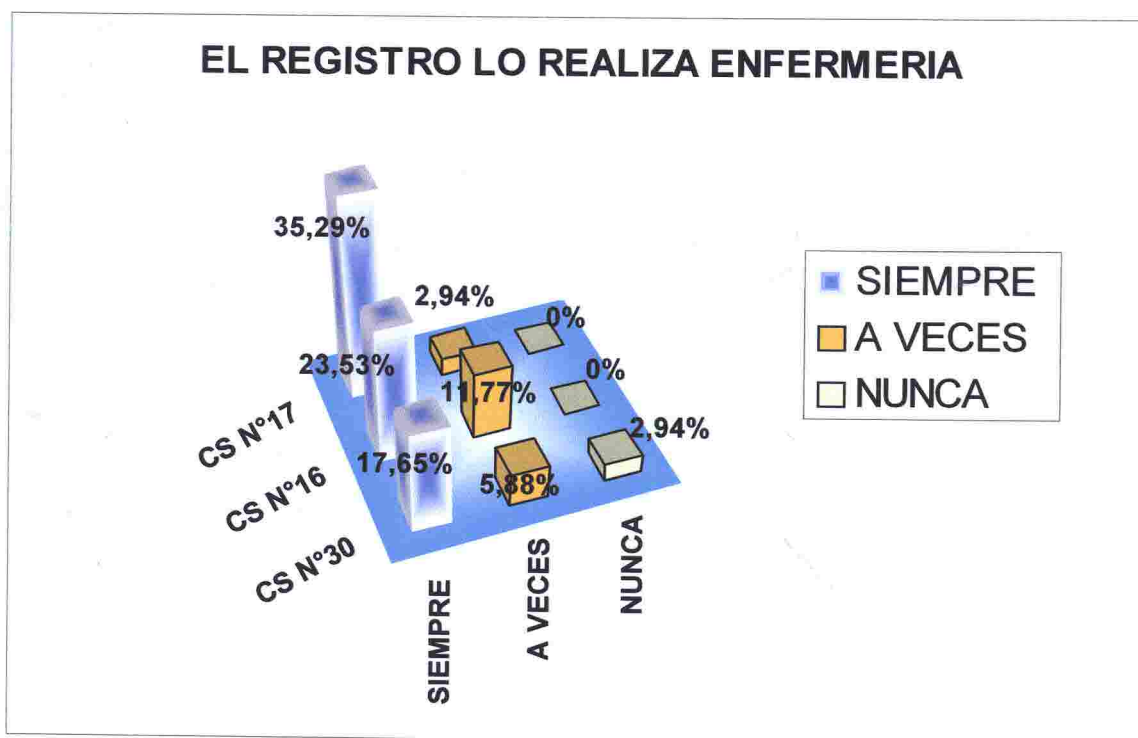 EL REGISTRO LO REALIZA ENFERMERIA
35,29%
2,94%
0%
23,53%
11,77%
0%
17,65%
5,88%
2,94%
CS N°17
CS N°16
CS N°30
SIEMPRE
A VECES
NUNCA
SIEMPRE
A VECES
NUNCA